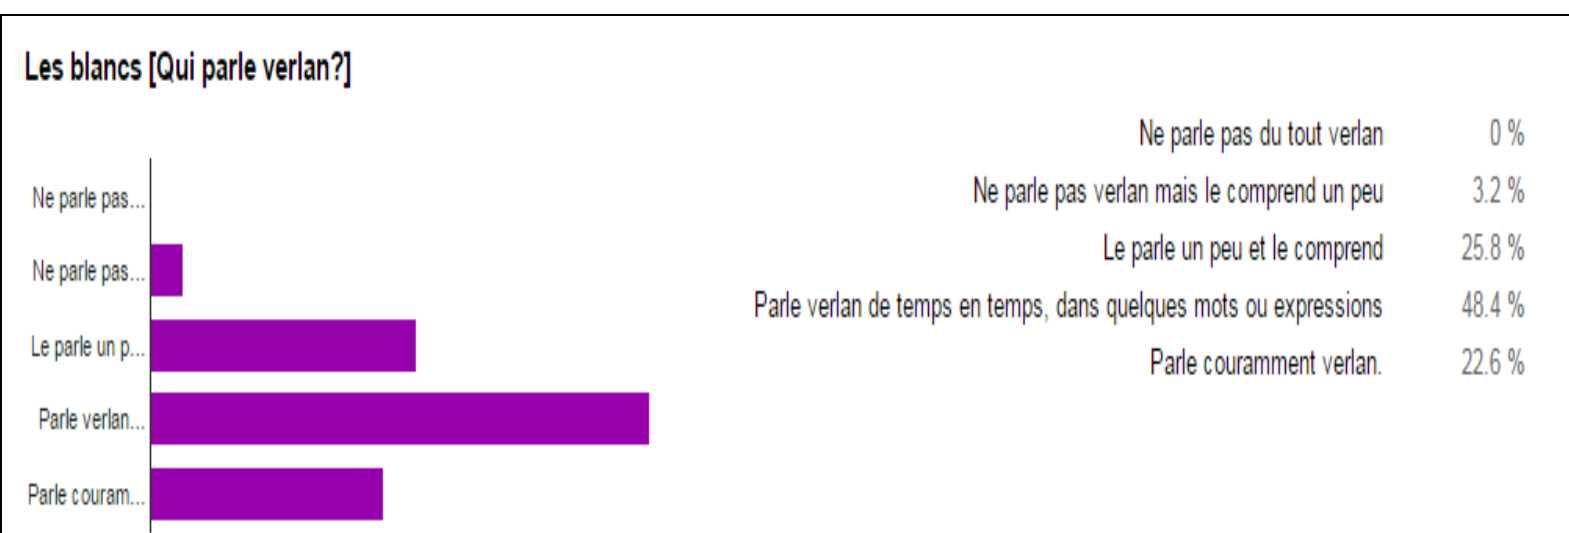 Les blancs [Qui parle verlan?]
Ne parle pas du tout verlan 0 %
Ne parle pas verlan mais le comprend un peu 3.2 %
Le parle un peu et le comprend 25.8 %
Parle verlan de temps en temps, dans quelques mots ou expressions 48.4 %
Parle couramment verlan. 22.6 %
Ne parle pas...
Ne parle pas...
Le parle un p...
Parle verlan...
Parle couram...